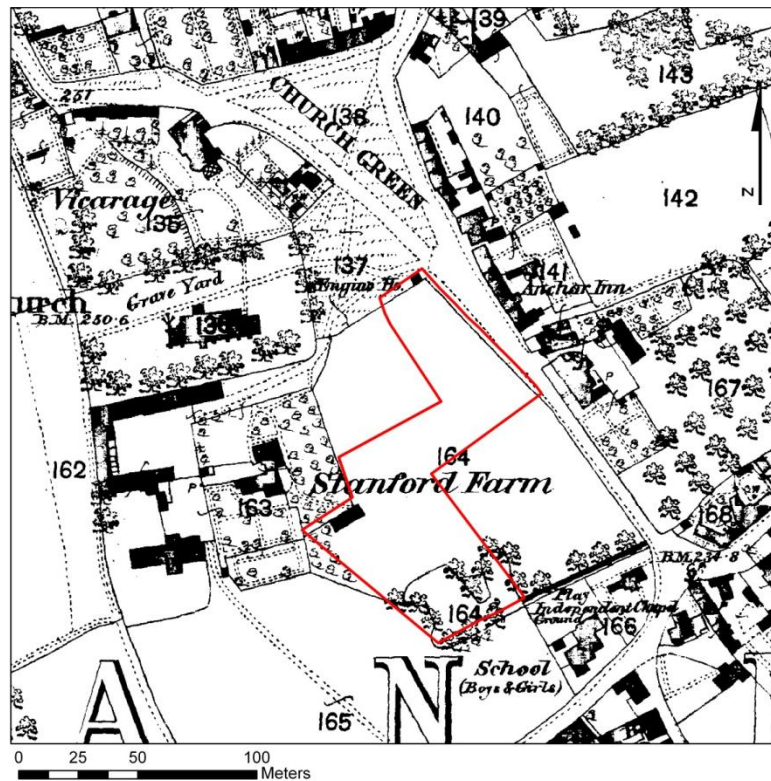 139
143
251
138
CHURCH GREEN
140
142
Vicarage
135
137
141
Engine Ho.
Anchor Inn
Grave Yard
urch
B.M. 250·6
136
167
162
164
Stanford Farm
163
168
B.M. 234·8
P
Play
Independent Chapel
Ground
164
166
School
(Boys & Girls)
165
A N
N
0 25 50 100
Meters